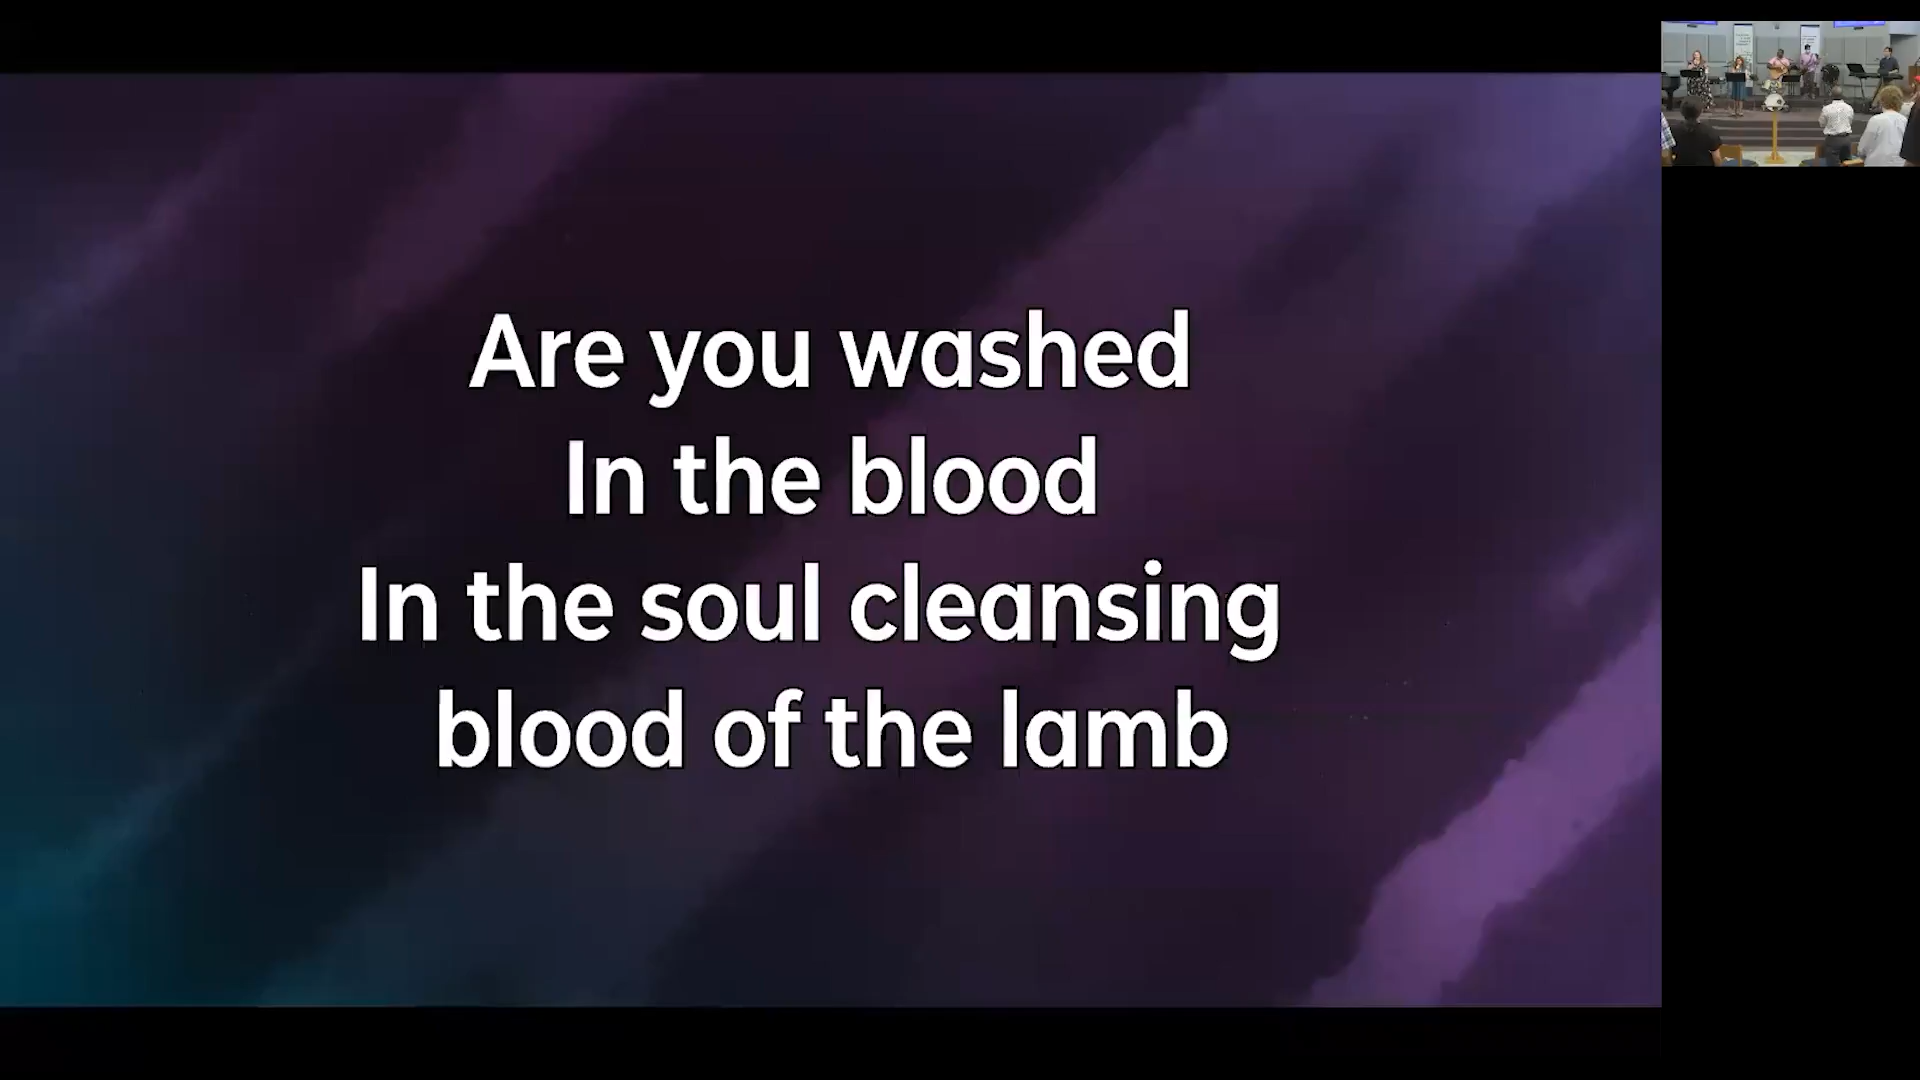 Are you washed
In the blood
In the soul cleansing
blood of the lamb